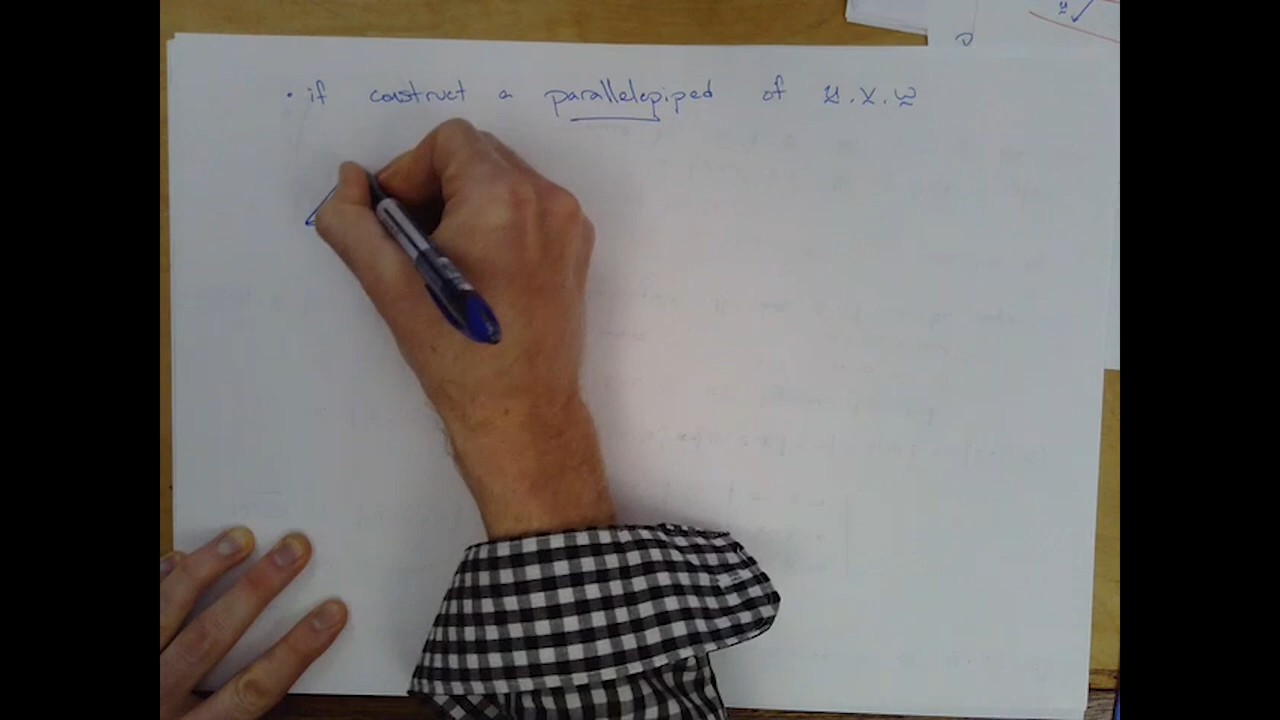 • if construct a parallelepiped of u, v, w